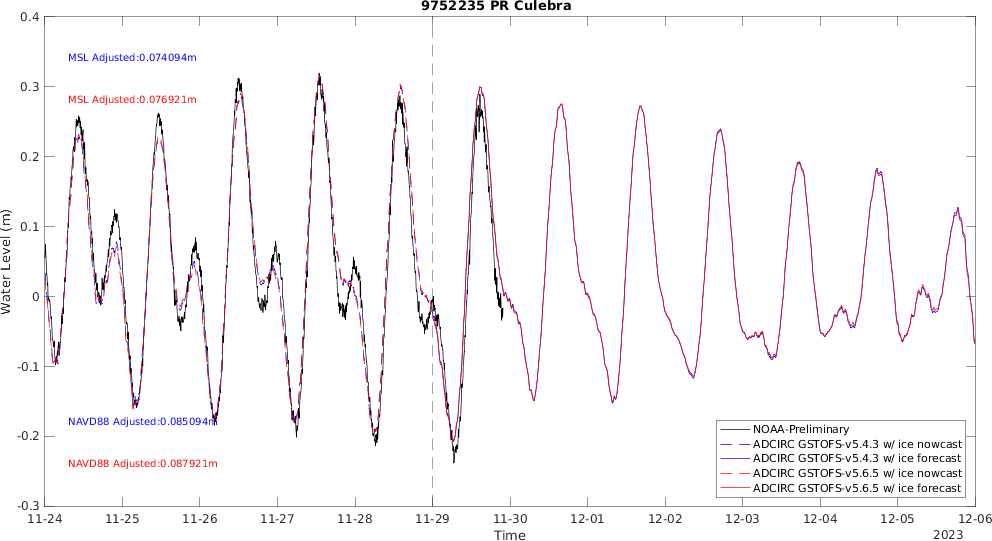 9752235 PR Culebra
0.4
0.3
0.2
0.1
0
-0.1
-0.2
-0.3
Water Level (m)
MSL Adjusted:0.074094m
MSL Adjusted:0.076921m
NAVD88 Adjusted:0.085094m
NAVD88 Adjusted:0.087921m
NOAA-Preliminary
ADCIRC GSTOFS-v5.4.3 w/ ice nowcast
ADCIRC GSTOFS-v5.4.3 w/ ice forecast
ADCIRC GSTOFS-v5.6.5 w/ ice nowcast
ADCIRC GSTOFS-v5.6.5 w/ ice forecast
11-24 11-25 11-26 11-27 11-28 11-29 11-30 12-01 12-02 12-03 12-04 12-05 12-06
Time
2023